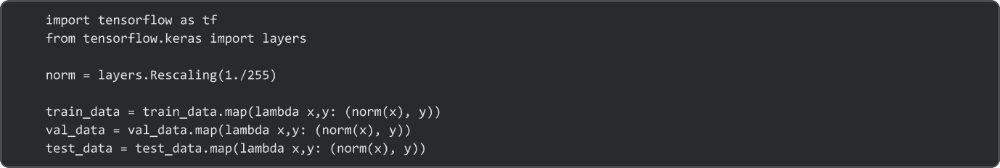 import tensorflow as tf
from tensorflow.keras import layers
norm = layers.Rescaling(1./255)
train_data = train_data.map(lambda x,y: (norm(x), y))
val_data = val_data.map(lambda x,y: (norm(x), y))
test_data = test_data.map(lambda x,y: (norm(x), y))